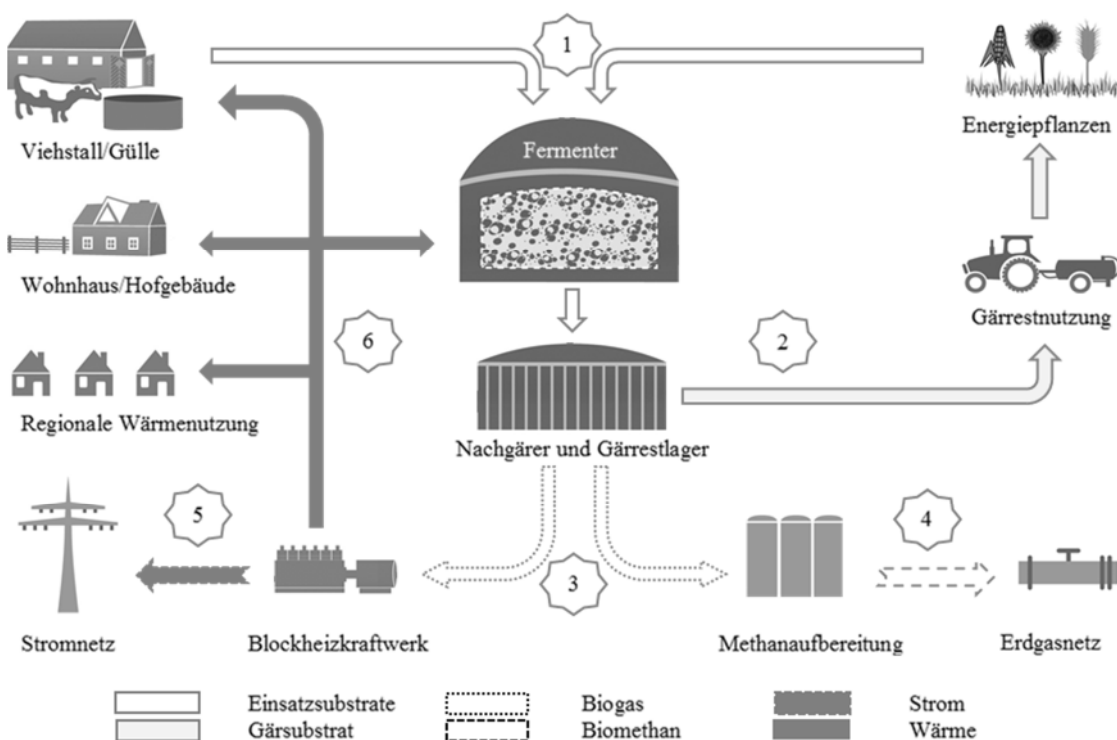 1
Viehstall/Gülle
Energiepflanzen
Fermenter
Wohnhaus/Hofgebäude
Gärrestnutzung
6
2
Regionale Wärmenutzung
Nachgärer und Gärrestlager
5
4
3
Stromnetz
Blockheizkraftwerk
Methanaufbereitung
Erdgasnetz
Einsatzsubstrate
Biogas
Strom
Gärsubstrat
Biomethan
Wärme